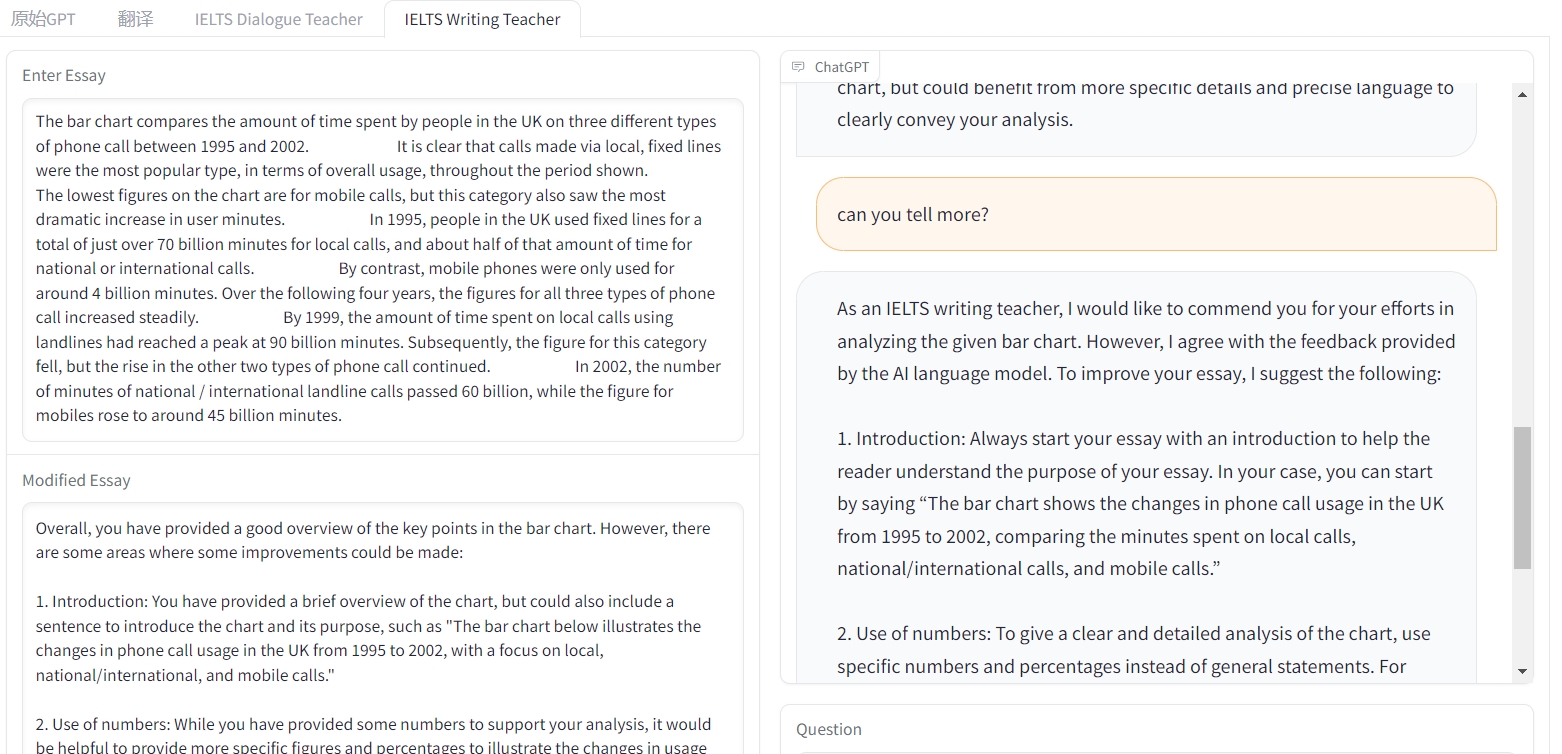 原始GPT
翻译
IELTS Dialogue Teacher
IELTS Writing Teacher
Enter Essay
The bar chart compares the amount of time spent by people in the UK on three different types
of phone call between 1995 and 2002. It is clear that calls made via local, fixed lines
were the most popular type, in terms of overall usage, throughout the period shown.
The lowest figures on the chart are for mobile calls, but this category also saw the most
dramatic increase in user minutes. In 1995, people in the UK used fixed lines for a
total of just over 70 billion minutes for local calls, and about half of that amount of time for
national or international calls. By contrast, mobile phones were only used for
around 4 billion minutes. Over the following four years, the figures for all three types of phone
call increased steadily. By 1999, the amount of time spent on local calls using
landlines had reached a peak at 90 billion minutes. Subsequently, the figure for this category
fell, but the rise in the other two types of phone call continued. In 2002, the number
of minutes of national / international landline calls passed 60 billion, while the figure for
mobiles rose to around 45 billion minutes.
Modified Essay
Overall, you have provided a good overview of the key points in the bar chart. However, there
are some areas where some improvements could be made:
1. Introduction: You have provided a brief overview of the chart, but could also include a
sentence to introduce the chart and its purpose, such as "The bar chart below illustrates the
changes in phone call usage in the UK from 1995 to 2002, with a focus on local,
national/international, and mobile calls."
2. Use of numbers: While you have provided some numbers to support your analysis, it would
be helpful to provide more specific figures and percentages to illustrate the changes in usage
ChatGPT
chart, but could benefit from more specific details and precise language to
clearly convey your analysis.
can you tell more?
As an IELTS writing teacher, I would like to commend you for your efforts in
analyzing the given bar chart. However, I agree with the feedback provided
by the AI language model. To improve your essay, I suggest the following:
1. Introduction: Always start your essay with an introduction to help the
reader understand the purpose of your essay. In your case, you can start
by saying “The bar chart shows the changes in phone call usage in the UK
from 1995 to 2002, comparing the minutes spent on local calls,
national/international calls, and mobile calls.”
2. Use of numbers: To give a clear and detailed analysis of the chart, use
specific numbers and percentages instead of general statements. For
Question